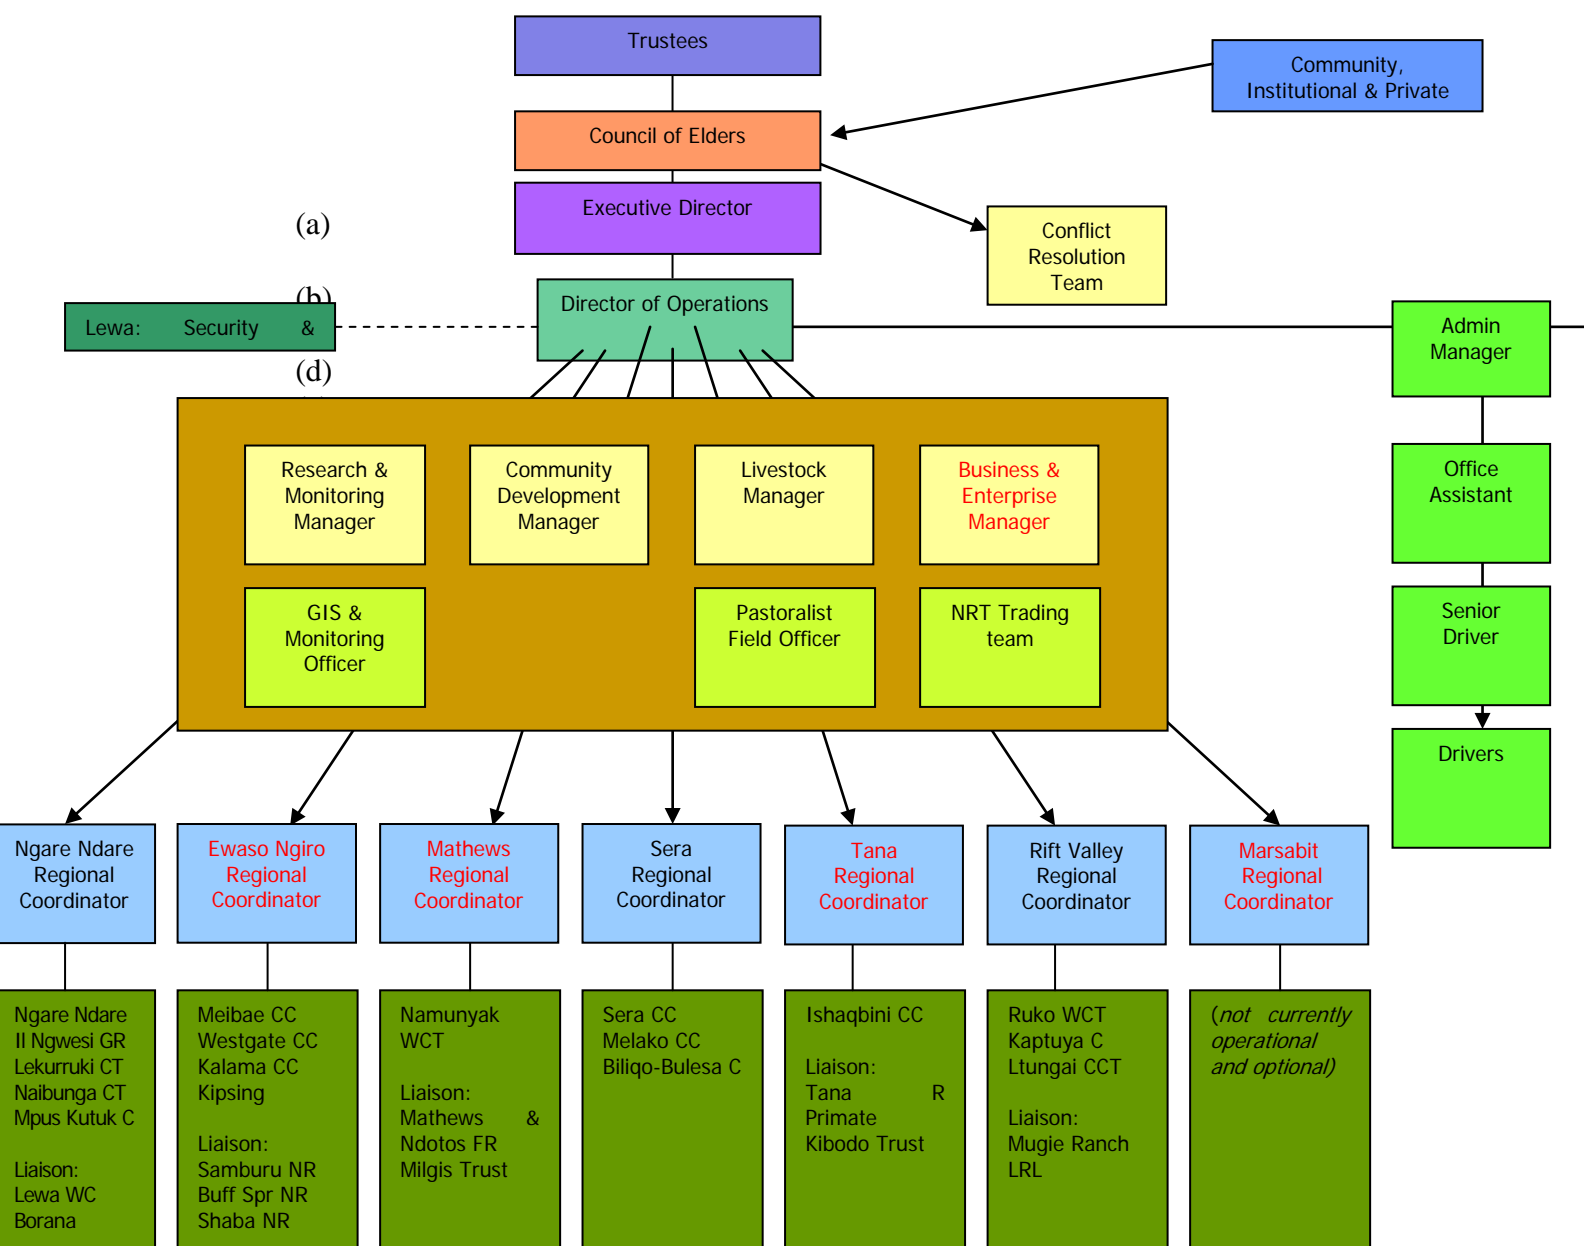 Trustees
Community,
Institutional & Private
Council of Elders
Executive Director
(a)
Conflict
Resolution
Team
(b)
Director of Operations
Lewa: Security &
Admin
Manager
(d)
Research &
Monitoring
Manager
Community
Development
Manager
Livestock
Manager
Business &
Enterprise
Manager
Office
Assistant
GIS &
Monitoring
Officer
Pastoralist
Field Officer
NRT Trading
team
Senior
Driver
Drivers
Ngare Ndare
Regional
Coordinator
Ewaso Ngiro
Regional
Coordinator
Mathews
Regional
Coordinator
Sera
Regional
Coordinator
Tana
Regional
Coordinator
Rift Valley
Regional
Coordinator
Marsabit
Regional
Coordinator
Ngare Ndare
Il Ngwesi GR
Lekurruki CT
Naibunga CT
Mpus Kutuk C
Liaison:
Lewa WC
Borana
Meibae CC
Westgate CC
Kalama CC
Kipsing
Liaison:
Samburu NR
Buff Spr NR
Shaba NR
Namunyak
WCT
Liaison:
Mathews &
Ndotos FR
Milgis Trust
Sera CC
Melako CC
Biliqo-Bulesa C
Ishaqbini CC
Liaison:
Tana R
Primate
Kibodo Trust
Ruko WCT
Kaptuya C
Ltungai CCT
Liaison:
Mugie Ranch
LRL
(not currently
operational
and optional)